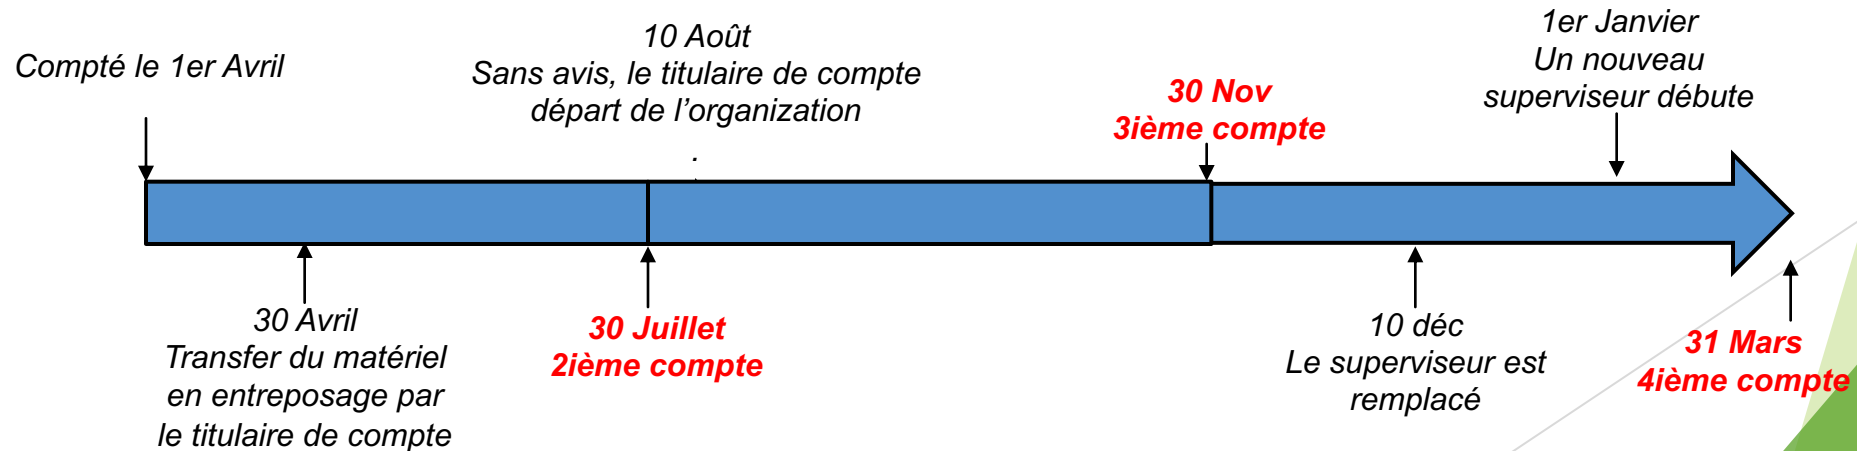 Compté le 1er Avril
10 Août
Sans avis, le titulaire de compte
départ de l'organization
.
30 Nov
3ième compte
1er Janvier
Un nouveau
superviseur débute
30 Avril
Transfer du matériel
en entreposage par
le titulaire de compte
30 Juillet
2ième compte
10 déc
Le superviseur est
remplacé
31 Mars
4ième compte